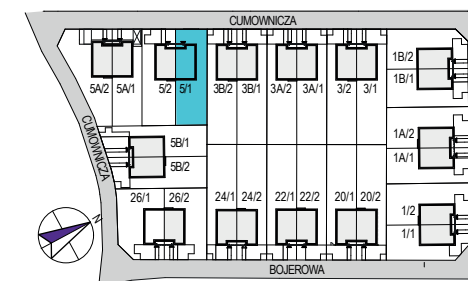 CUMOWNICZA
5A/2 5A/1
5/2 5/1
3B/2 3B/1
3A/2 3A/1
3/2 3/1
1B/2
1B/1
CUMOWNICZA
5B/1
5B/2
1A/2
1A/1
26/1 26/2
24/1 24/2
22/1 22/2
20/1 20/2
1/2
1/1
N
BOJEROWA